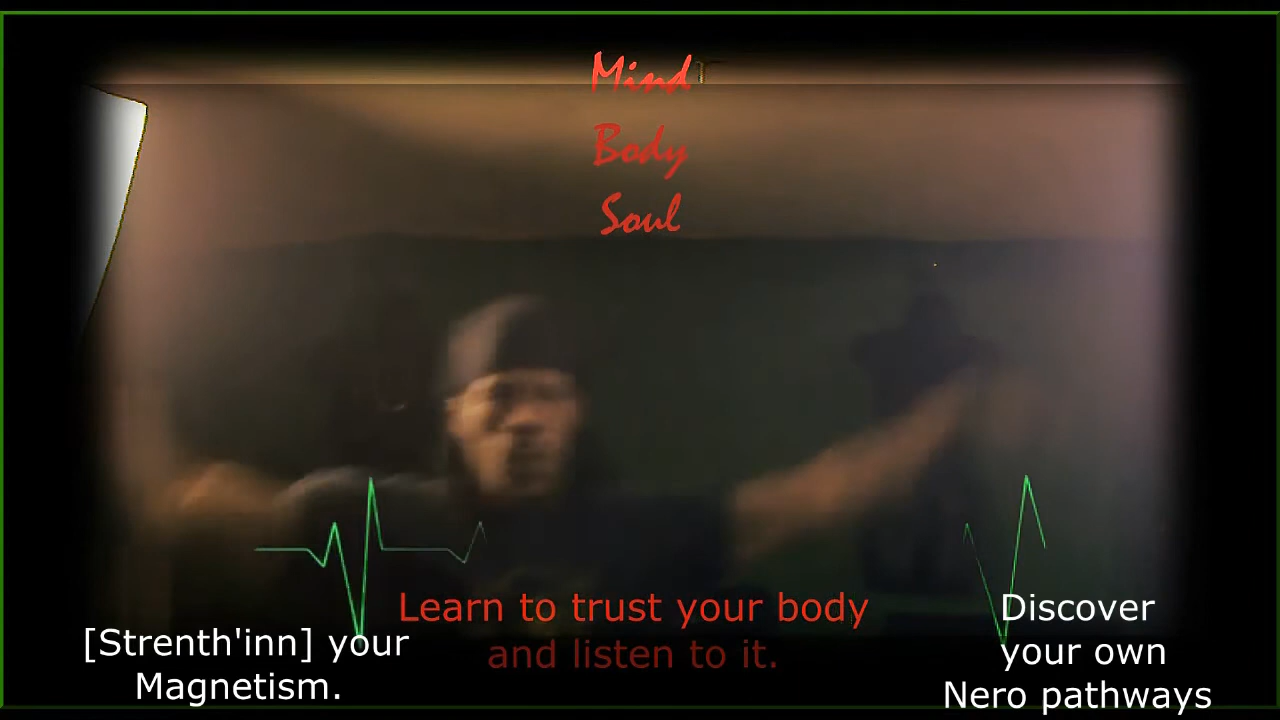 Mind
Body
Soul
Learn to trust your body
and listen to it.
[Strenth'inn] your
Magnetism.
Discover
your own
Nero pathways